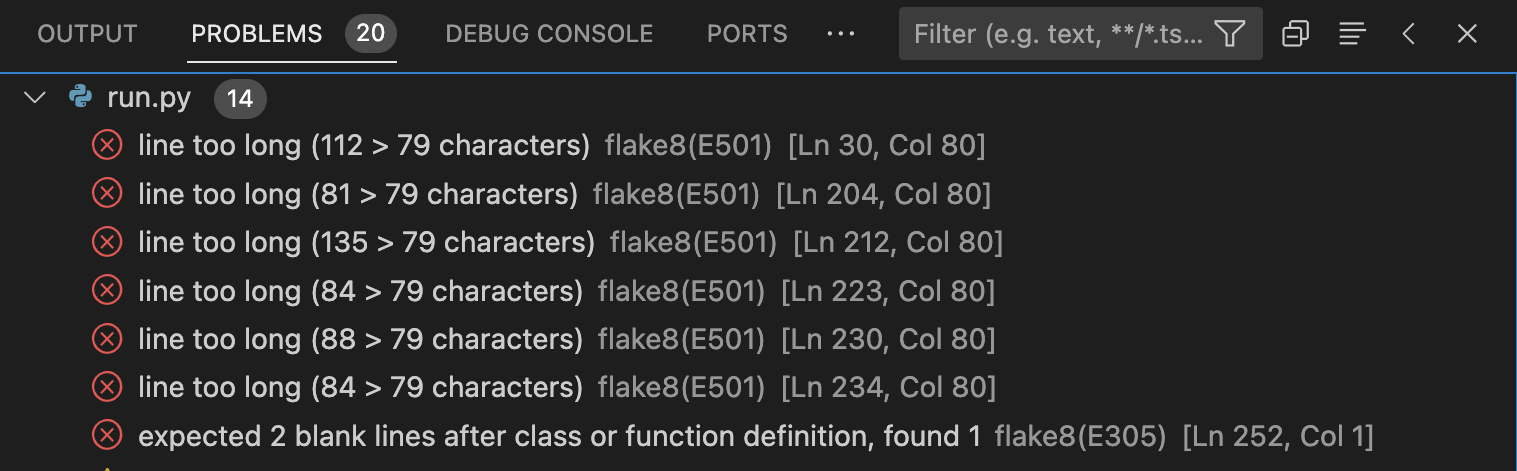 OUTPUT PROBLEMS 20 DEBUG CONSOLE PORTS ··· Filter (e.g. text, **/*.ts...
run.py 14
line too long (112 > 79 characters) flake8(E501) [Ln 30, Col 80]
line too long (81 > 79 characters) flake8(E501) [Ln 204, Col 80]
line too long (135 > 79 characters) flake8(E501) [Ln 212, Col 80]
line too long (84 > 79 characters) flake8(E501) [Ln 223, Col 80]
line too long (88 > 79 characters) flake8(E501) [Ln 230, Col 80]
line too long (84 > 79 characters) flake8(E501) [Ln 234, Col 80]
expected 2 blank lines after class or function definition, found 1 flake8(E305) [Ln 252, Col 1]